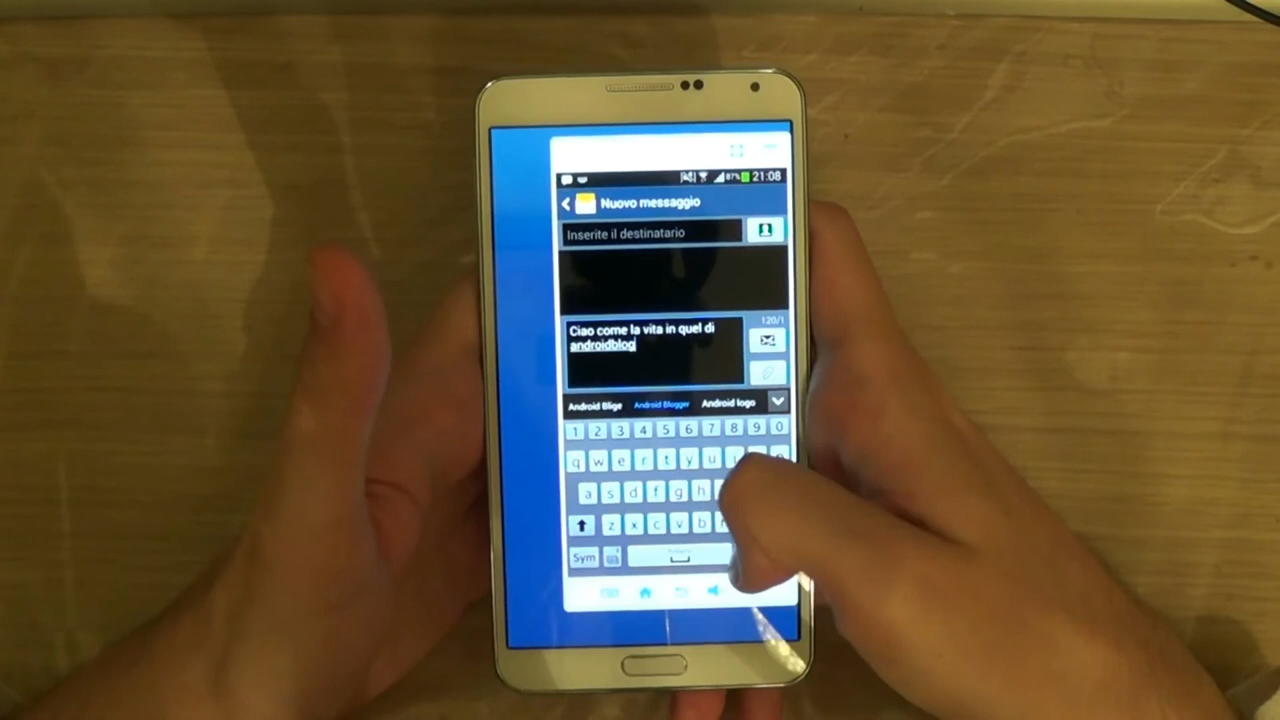 87% 21:08
Nuovo messaggio
Inserite il destinatario
120/1
Ciao come la vita in quel di
androidblog
Android Blige Android Blogger Android logo
1 2 3 4 5 6 7 8 9 0
q w e r t y u
a s d f g h
z x c v b
Sym